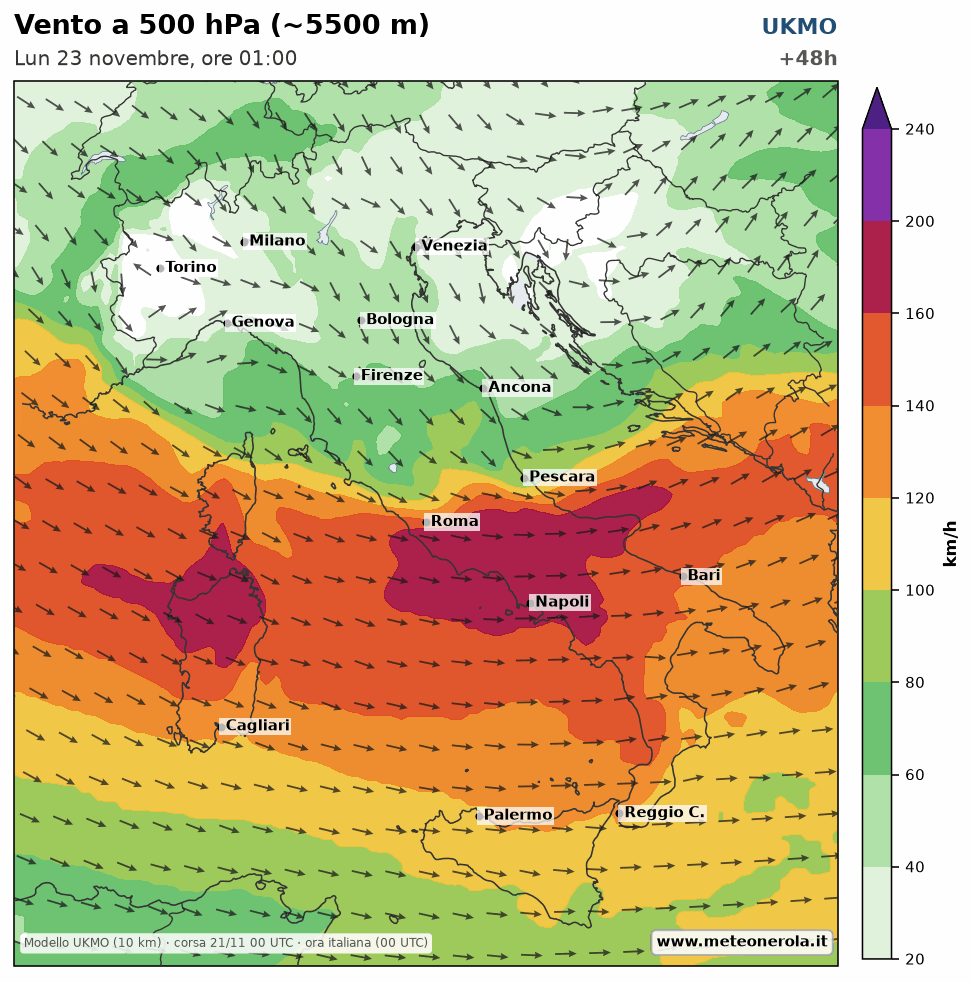 Vento a 500 hPa (~5500 m)
UKMO
Lun 23 novembre, ore 01:00
+48h
Milano
Venezia
Torino
Genova
Bologna
Firenze
Ancona
Pescara
Roma
Bari
Napoli
Cagliari
Palermo
Reggio C.
240
200
160
140
120
100
80
60
40
20
km/h
Modello UKMO (10 km) · corsa 21/11 00 UTC · ora italiana (00 UTC)
www.meteonerola.it